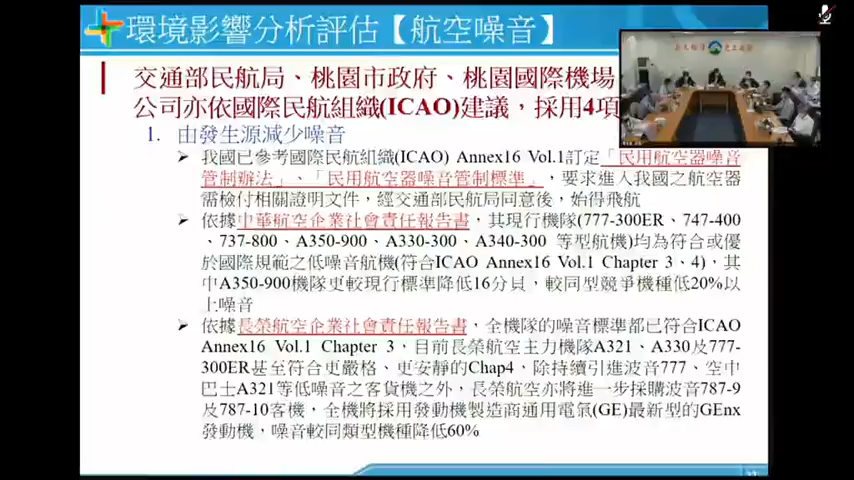 環境影響分析評估【航空噪音】
交通部民航局、桃園市政府、桃園國際機場
公司亦依國際民航組織(ICAO)建議，採用4項
1. 由發生源減少噪音
➢ 我國已參考國際民航組織(ICAO) Annex16 Vol.1訂定「民用航空器噪音
管制辦法」、「民用航空器噪音管制標準」，要求進入我國之航空器
需檢付相關證明文件，經交通部民航局同意後，始得飛航
➢ 依據中華航空企業社會責任報告書，其現行機隊(777-300ER、747-400
、737-800、A350-900、A330-300、A340-300 等型航機)均為符合或優
於國際規範之低噪音航機(符合ICAO Annex16 Vol.1 Chapter 3、4)，其
中A350-900機隊更較現行標準降低16分貝，較同型競爭機種低20%以
上噪音
➢ 依據長榮航空企業社會責任報告書，全機隊的噪音標準都已符合ICAO
Annex16 Vol.1 Chapter 3，目前長榮航空主力機隊A321、A330及777-
300ER甚至符合更嚴格、更安靜的Chap4，除持續引進波音777、空中
巴士A321等低噪音之客貨機之外，長榮航空亦將進一步採購波音787-9
及787-10客機，全機將採用發動機製造商通用電氣(GE)最新型的GEnx
發動機，噪音較同類型機種降低60%